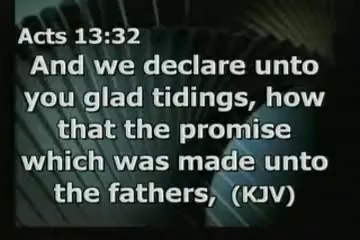 Acts 13:32
And we declare unto
you glad tidings, how
that the promise
which was made unto
the fathers, (KJV)